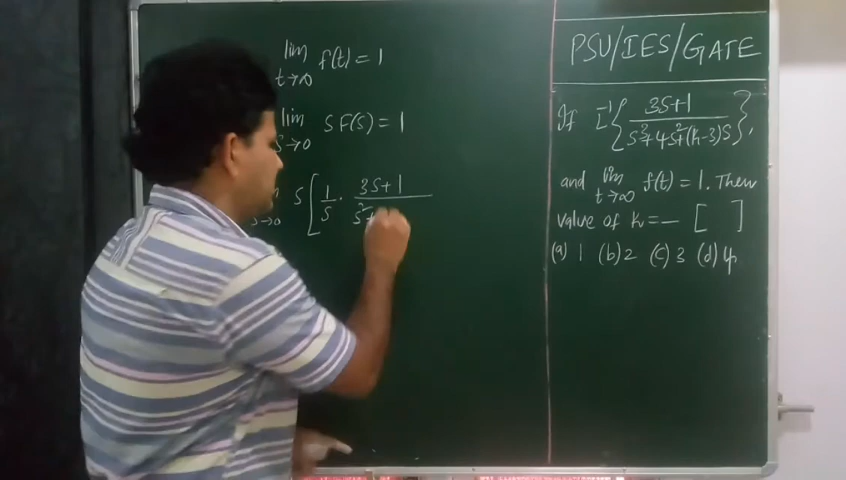 lim f(t) = 1
t→∞
lim SF(S) = 1
S→0
S→0 S[ 1/S · 3S+1 / S²+
PSU/IES/GATE
If L⁻¹{ 3S+1 / S³+4S²+(k-3)S },
and lim f(t) = 1. Then
t→∞
value of k = — [ ]
(a) 1 (b) 2 (c) 3 (d) 4